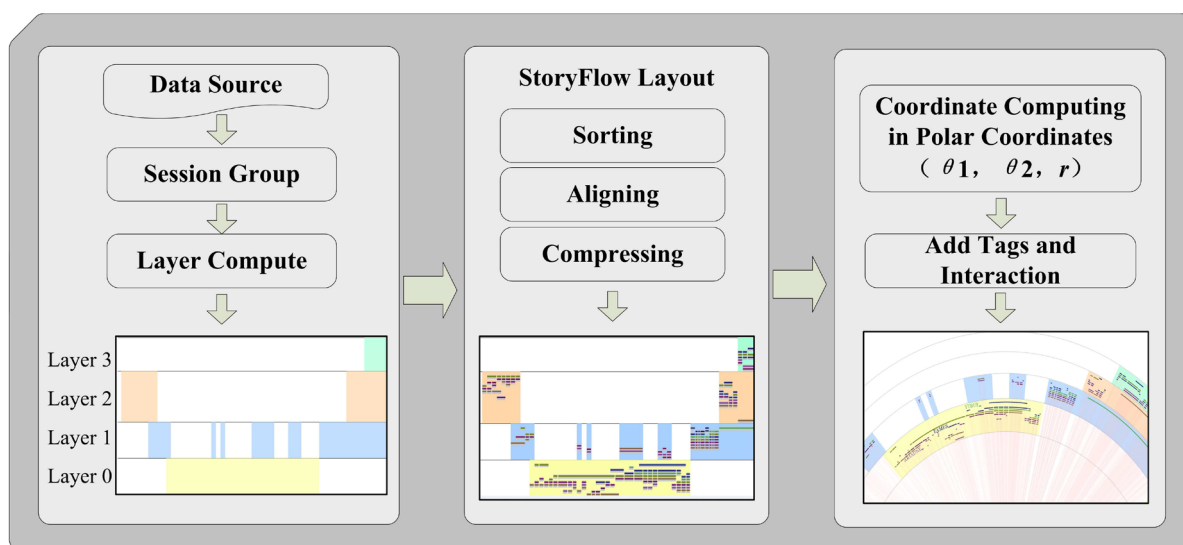 Data Source
Session Group
Layer Compute
Layer 3
Layer 2
Layer 1
Layer 0
StoryFlow Layout
Sorting
Aligning
Compressing
Coordinate Computing
in Polar Coordinates
( θ1, θ2, r)
Add Tags and
Interaction